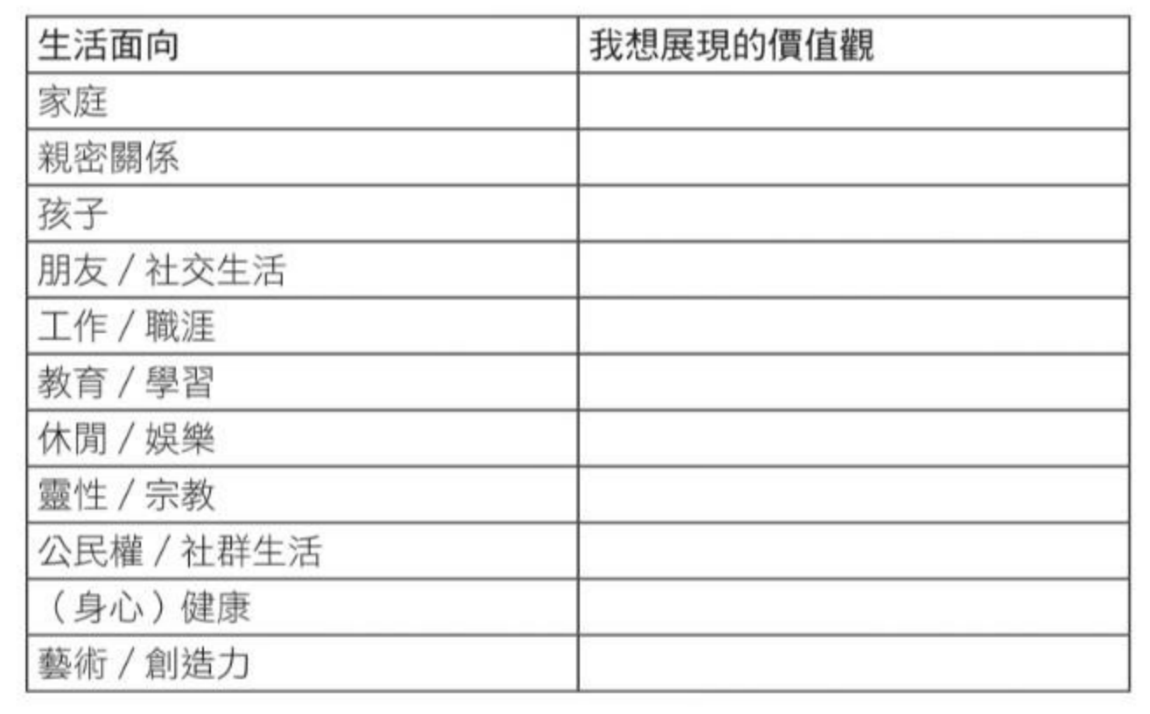 生活面向 我想展現的價值觀
家庭
親密關係
孩子
朋友／社交生活
工作／職涯
教育／學習
休閒／娛樂
靈性／宗教
公民權／社群生活
（身心）健康
藝術／創造力